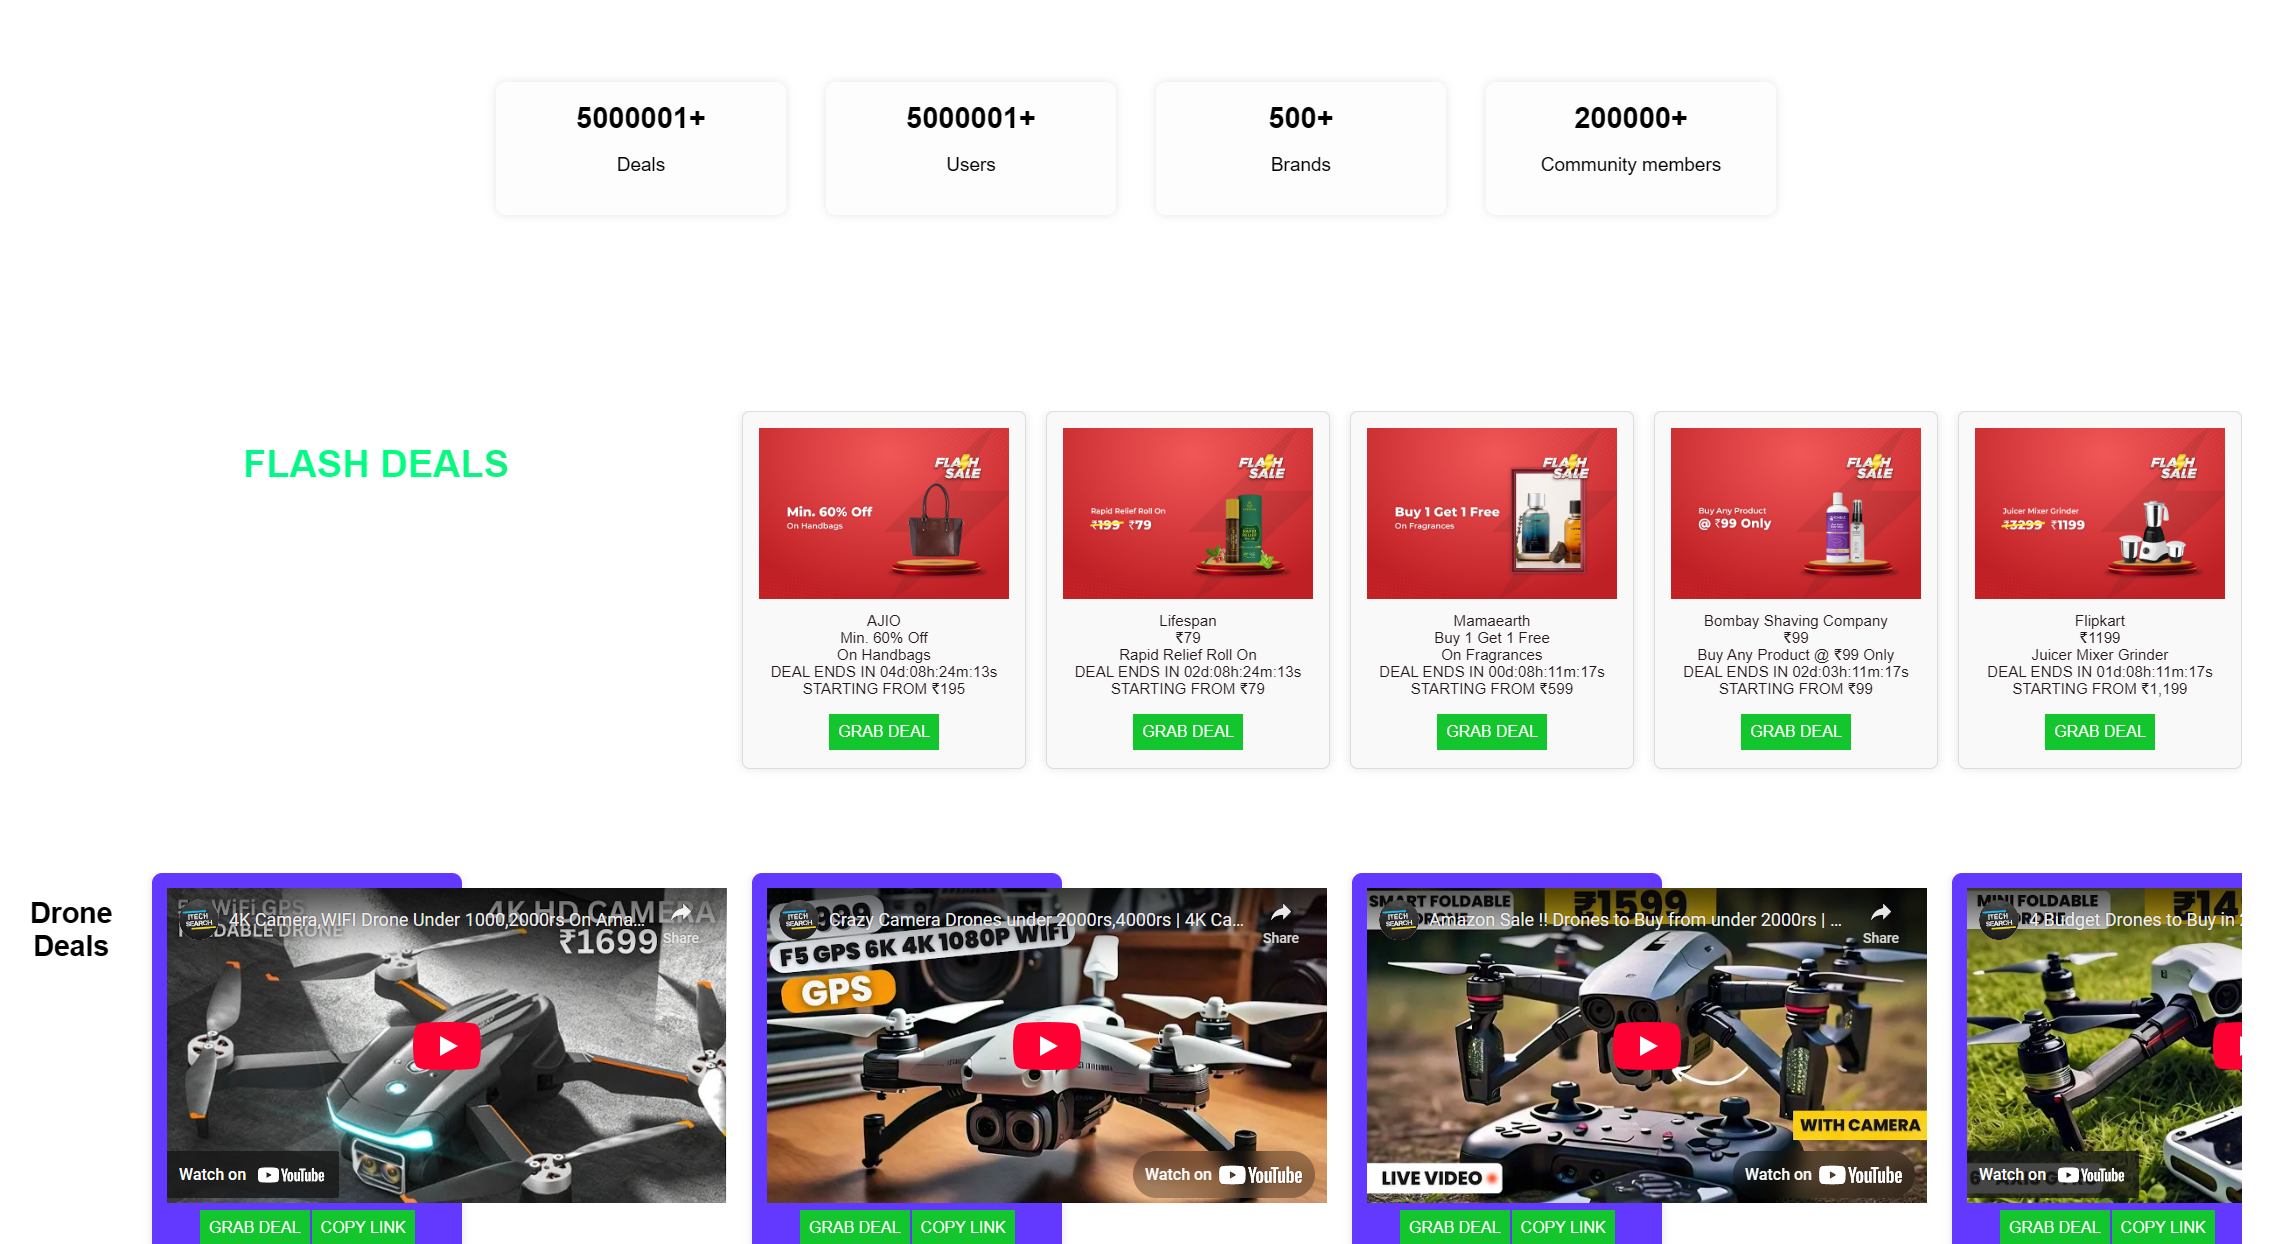 5000001+
Deals
5000001+
Users
500+
Brands
200000+
Community members
FLASH DEALS
FLASH SALE
Min. 60% Off
On Handbags
AJIO
Min. 60% Off
On Handbags
DEAL ENDS IN 04d:08h:24m:13s
STARTING FROM ₹195
GRAB DEAL
FLASH SALE
Rapid Relief Roll On
₹199 ₹79
Lifespan
₹79
Rapid Relief Roll On
DEAL ENDS IN 02d:08h:24m:13s
STARTING FROM ₹79
GRAB DEAL
FLASH SALE
Buy 1 Get 1 Free
On Fragrances
Mamaearth
Buy 1 Get 1 Free
On Fragrances
DEAL ENDS IN 00d:08h:11m:17s
STARTING FROM ₹599
GRAB DEAL
FLASH SALE
Buy Any Product
@ ₹99 Only
Bombay Shaving Company
₹99
Buy Any Product @ ₹99 Only
DEAL ENDS IN 02d:03h:11m:17s
STARTING FROM ₹99
GRAB DEAL
FLASH SALE
Juicer Mixer Grinder
₹3299 ₹1199
Flipkart
₹1199
Juicer Mixer Grinder
DEAL ENDS IN 01d:08h:11m:17s
STARTING FROM ₹1,199
GRAB DEAL
Drone
Deals
ITECH
SEARCH
4K Camera,WIFI Drone Under 1000,2000rs On Ama...
4K HD CAMERA
₹1699
Share
Watch on YouTube
GRAB DEAL COPY LINK
ITECH
SEARCH
Crazy Camera Drones under 2000rs,4000rs | 4K Ca...
F5 GPS 6K 4K 1080P WIFI
GPS
Share
Watch on YouTube
GRAB DEAL COPY LINK
SMART FOLDABLE
₹1599
ITECH
SEARCH
Amazon Sale !! Drones to Buy from under 2000rs | ...
Share
WITH CAMERA
LIVE VIDEO
Watch on YouTube
GRAB DEAL COPY LINK
MINI FOLDABLE
ITECH
SEARCH
4 Budget Drones to Buy in
Watch on YouTube
GRAB DEAL COPY LINK